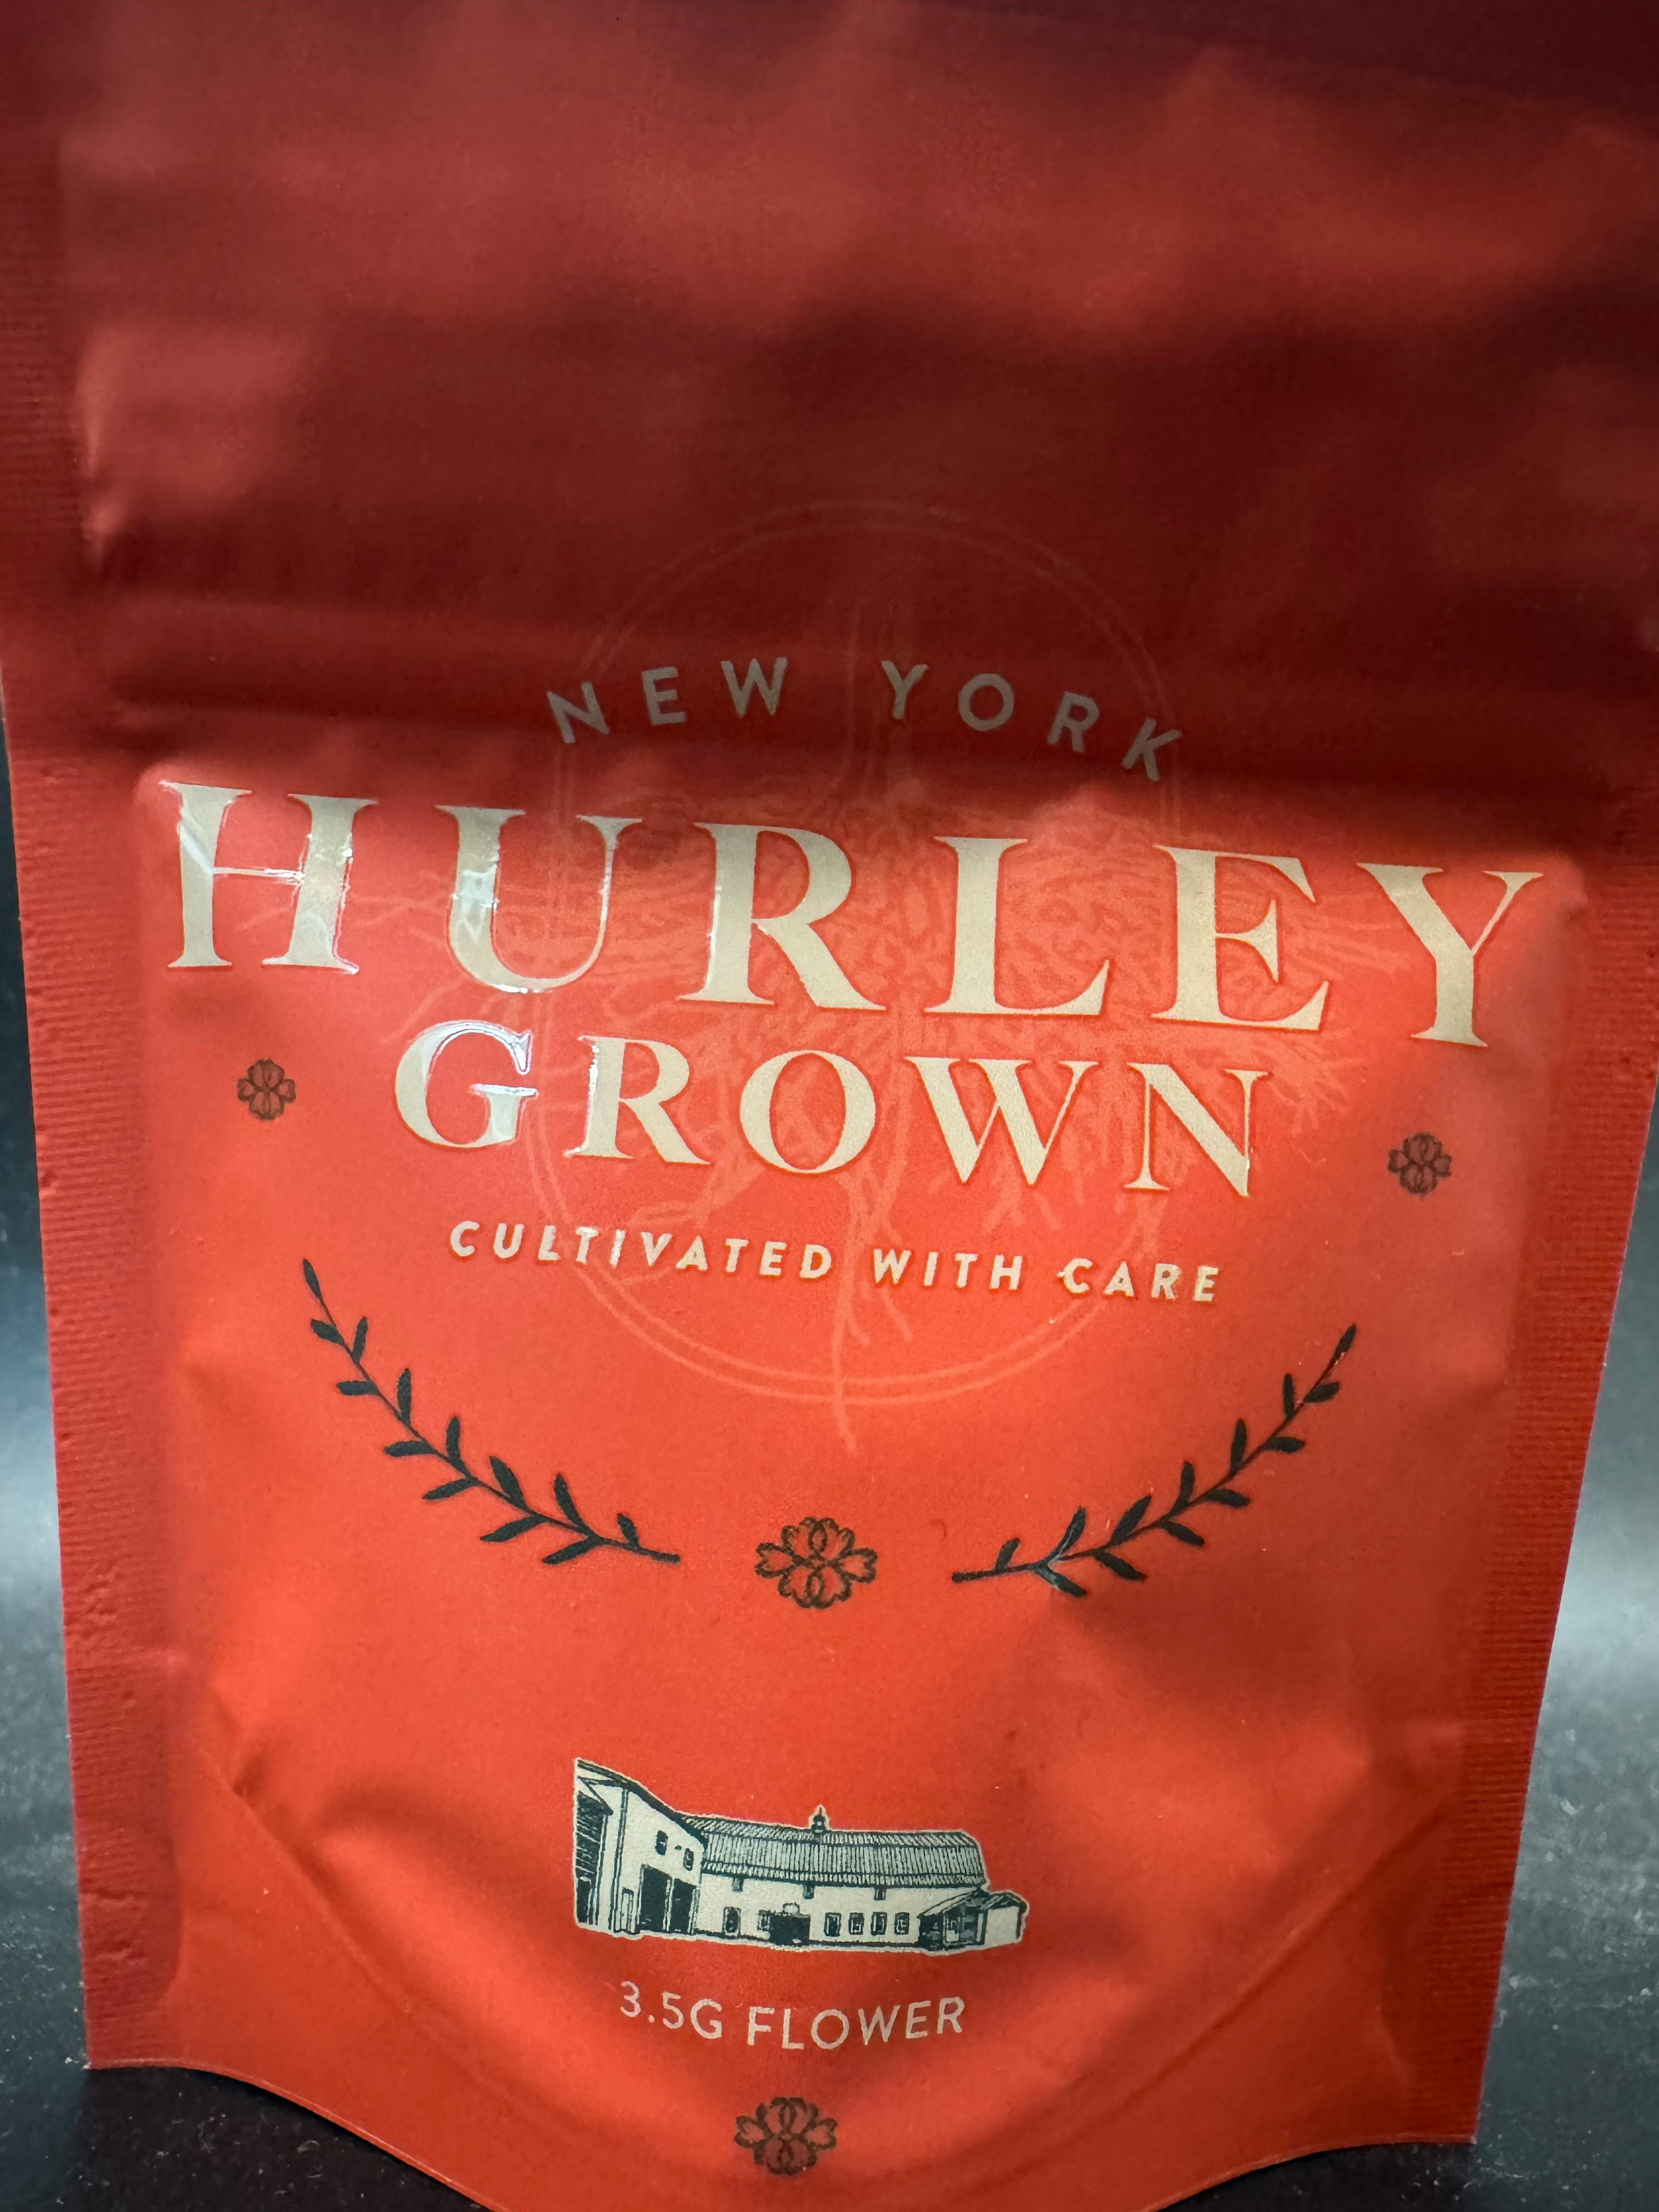 NEW YORK
HURLEY
GROWN
CULTIVATED WITH CARE
3.5G FLOWER